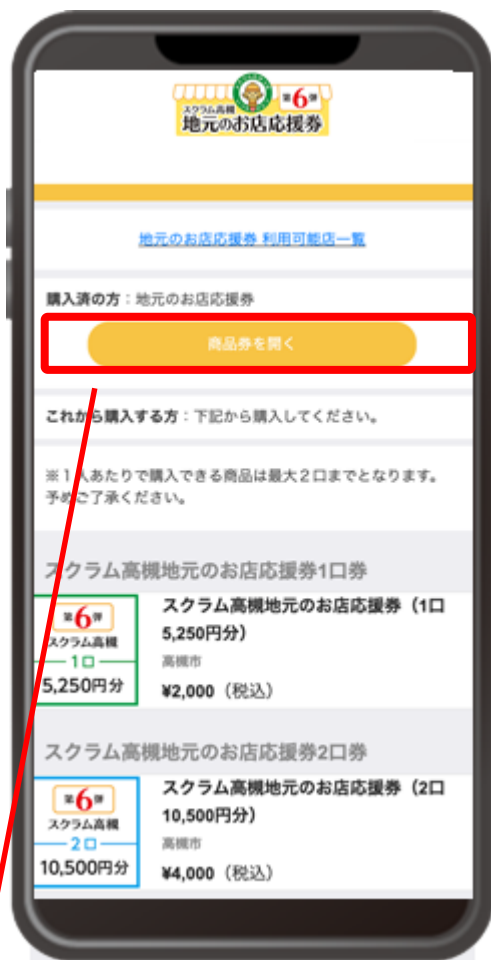 第6弾
スクラム高槻
地元のお店応援券
地元のお店応援券 利用可能店一覧
購入済の方：地元のお店応援券
商品券を開く
これから購入する方：下記から購入してください。
※１人あたりで購入できる商品は最大２口までとなります。
予めご了承ください。
スクラム高槻地元のお店応援券1口券
第6弾
スクラム高槻
1口
5,250円分
スクラム高槻地元のお店応援券（1口
5,250円分）
高槻市
¥2,000（税込）
スクラム高槻地元のお店応援券2口券
第6弾
スクラム高槻
2口
10,500円分
スクラム高槻地元のお店応援券（2口
10,500円分）
高槻市
¥4,000（税込）